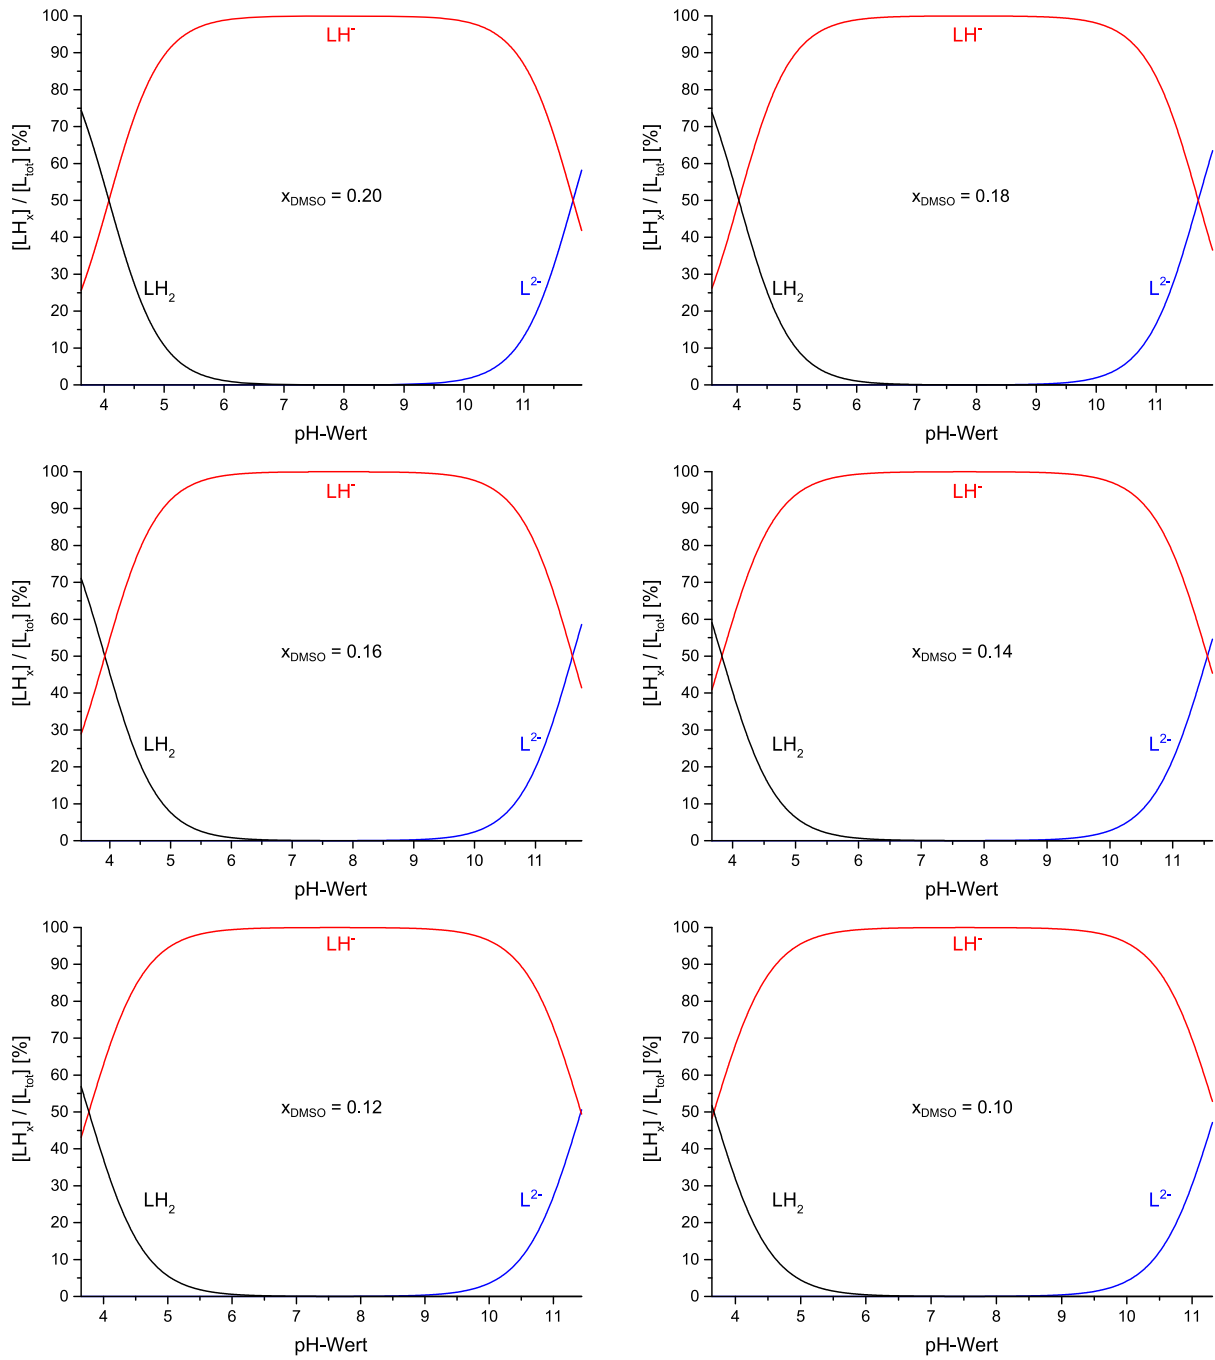 100
90
80
70
60
50
40
30
20
10
0
[LHₓ] / [Lₜₒₜ] [%]
LH⁻
x_DMSO = 0.20
LH₂
L²⁻
4 5 6 7 8 9 10 11
pH-Wert
100
90
80
70
60
50
40
30
20
10
0
[LHₓ] / [Lₜₒₜ] [%]
LH⁻
x_DMSO = 0.18
LH₂
L²⁻
4 5 6 7 8 9 10 11
pH-Wert
100
90
80
70
60
50
40
30
20
10
0
[LHₓ] / [Lₜₒₜ] [%]
LH⁻
x_DMSO = 0.16
LH₂
L²⁻
4 5 6 7 8 9 10 11
pH-Wert
100
90
80
70
60
50
40
30
20
10
0
[LHₓ] / [Lₜₒₜ] [%]
LH⁻
x_DMSO = 0.14
LH₂
L²⁻
4 5 6 7 8 9 10 11
pH-Wert
100
90
80
70
60
50
40
30
20
10
0
[LHₓ] / [Lₜₒₜ] [%]
LH⁻
x_DMSO = 0.12
LH₂
L²⁻
4 5 6 7 8 9 10 11
pH-Wert
100
90
80
70
60
50
40
30
20
10
0
[LHₓ] / [Lₜₒₜ] [%]
LH⁻
x_DMSO = 0.10
LH₂
L²⁻
4 5 6 7 8 9 10 11
pH-Wert